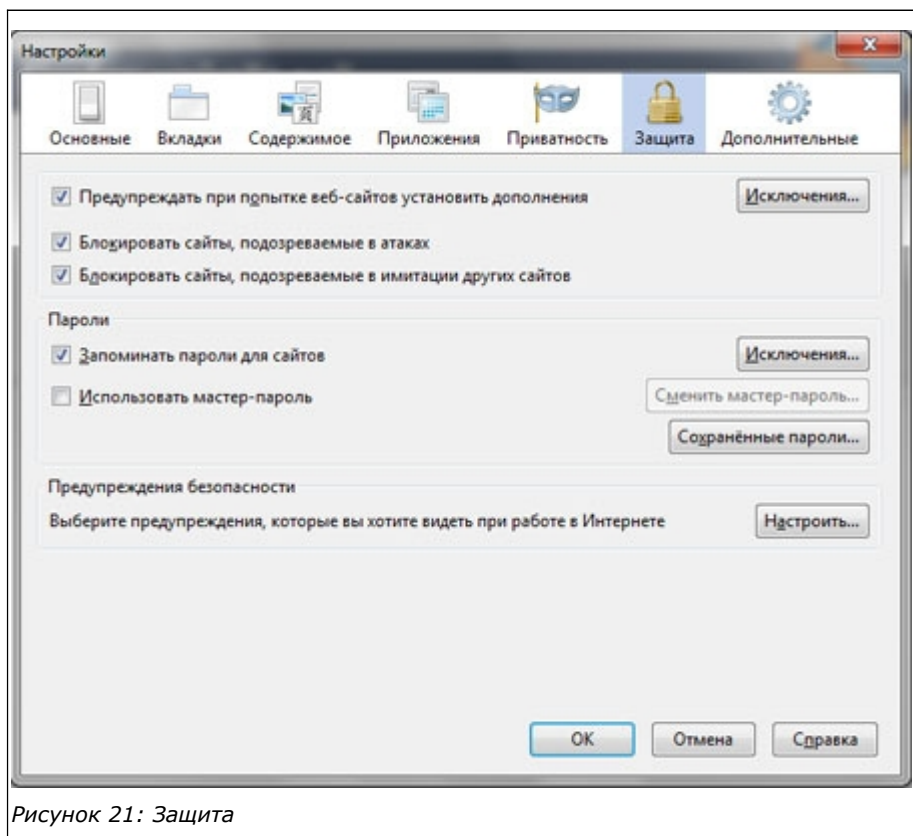 Настройки
Основные Вкладки Содержимое Приложения Приватность Защита Дополнительные
Предупреждать при попытке веб-сайтов установить дополнения Исключения...
Блокировать сайты, подозреваемые в атаках
Блокировать сайты, подозреваемые в имитации других сайтов
Пароли
Запоминать пароли для сайтов Исключения...
Использовать мастер-пароль Сменить мастер-пароль...
Сохранённые пароли...
Предупреждения безопасности
Выберите предупреждения, которые вы хотите видеть при работе в Интернете Настроить...
ОК Отмена Справка
Рисунок 21: Защита